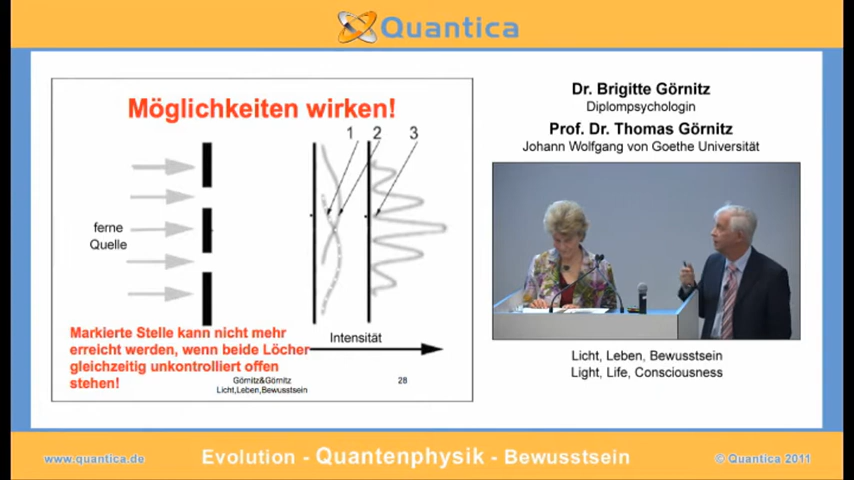 Quantica
Möglichkeiten wirken!
1 2 3
ferne
Quelle
Markierte Stelle kann nicht mehr
erreicht werden, wenn beide Löcher
gleichzeitig unkontrolliert offen
stehen!
Intensität
Görnitz&Görnitz
Licht,Leben,Bewusstsein
28
Dr. Brigitte Görnitz
Diplompsychologin
Prof. Dr. Thomas Görnitz
Johann Wolfgang von Goethe Universität
Licht, Leben, Bewusstsein
Light, Life, Consciousness
www.quantica.de
Evolution - Quantenphysik - Bewusstsein
© Quantica 2011